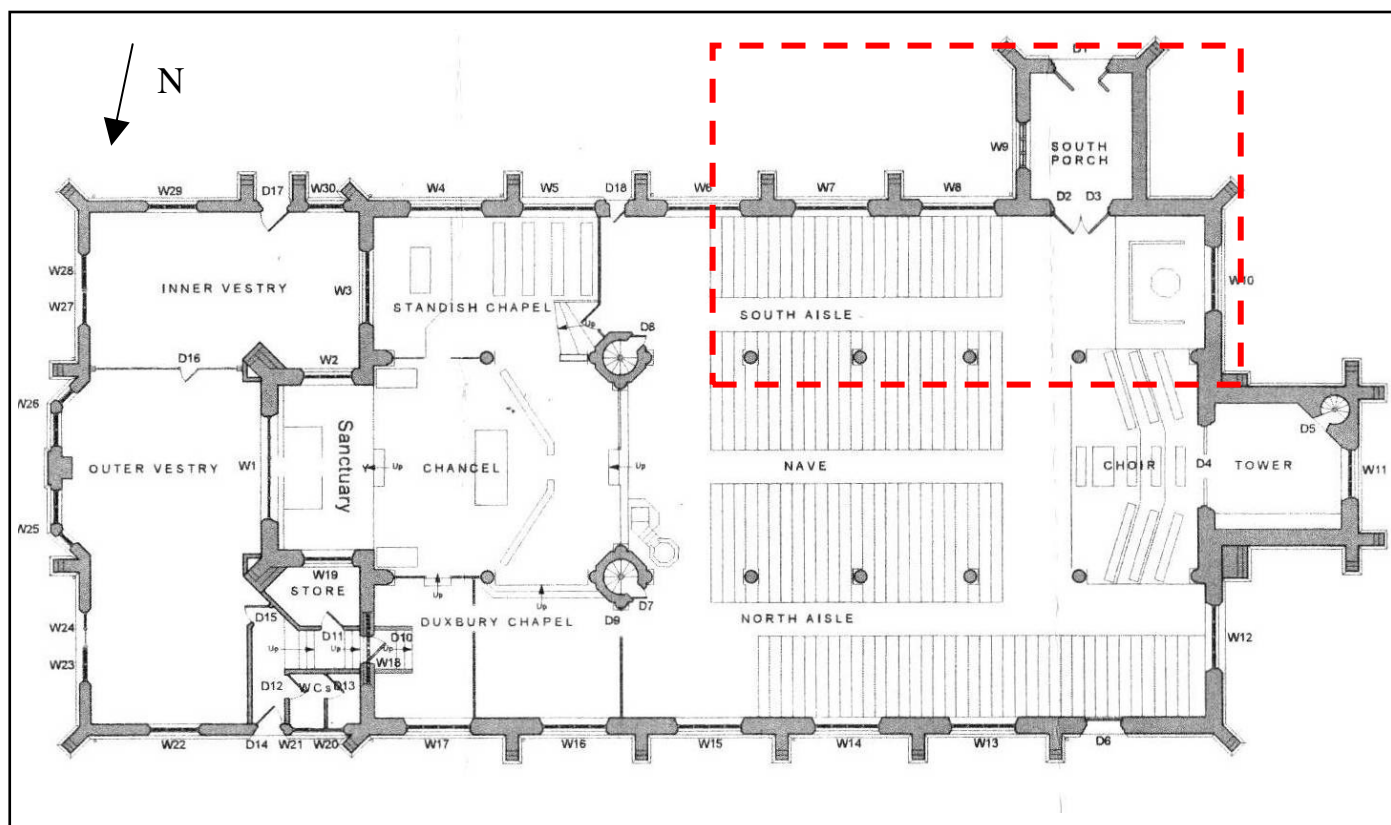 D1
N
W9
SOUTH
PORCH
W29
D17
W30
W4
W5
D18
W6
W7
W8
D2
D3
W28
W27
INNER VESTRY
W3
STANDISH CHAPEL
W10
SOUTH AISLE
Up
D8
D16
W2
W26
OUTER VESTRY
W1
Sanctuary
Up
CHANCEL
Up
NAVE
CHOIR
D4
TOWER
D5
W11
W25
W19
STORE
Up
Up
D7
D9
DUXBURY CHAPEL
NORTH AISLE
W24
W23
D15
D11
D10
Up
Up
Up
W18
W12
D12
WCs
D13
W22
D14
W21
W20
W17
W16
W15
W14
W13
D6